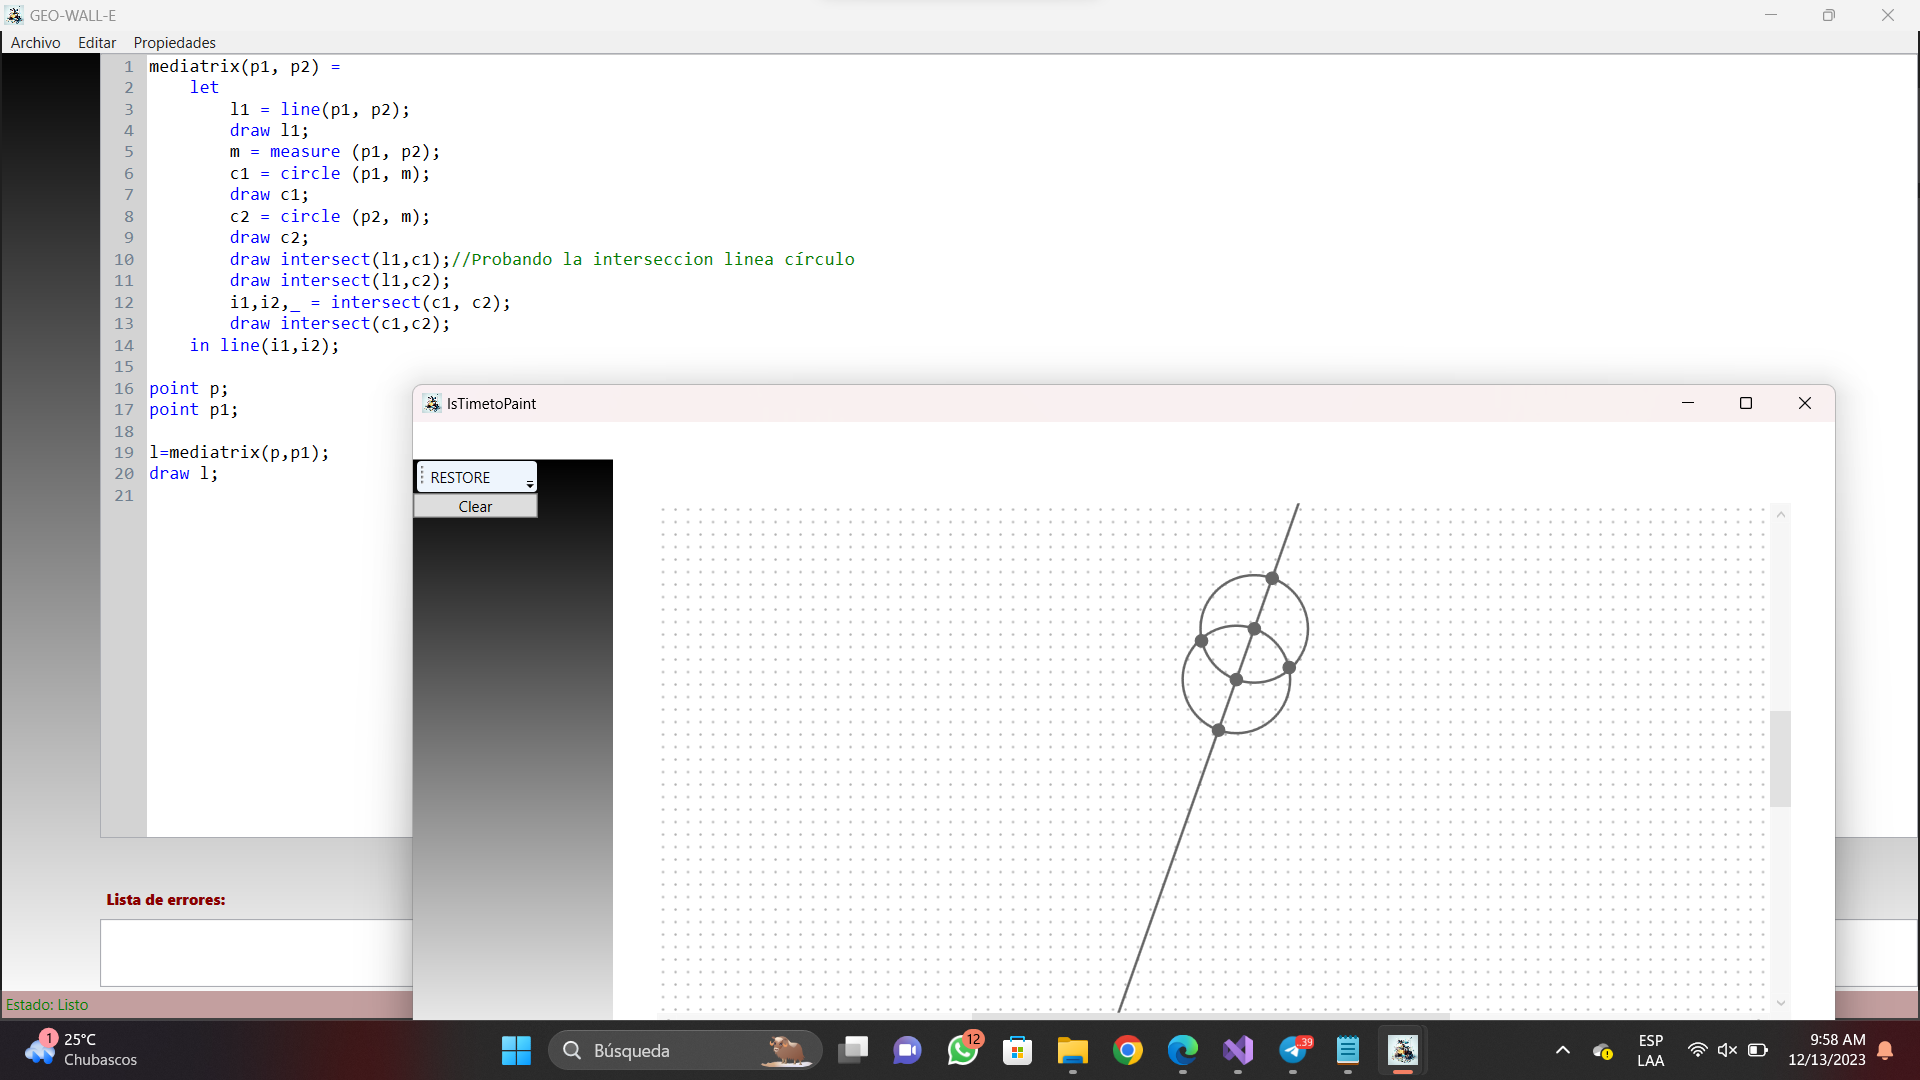 GEO-WALL-E
Archivo Editar Propiedades
1 mediatrix(p1, p2) =
2 let
3 l1 = line(p1, p2);
4 draw l1;
5 m = measure (p1, p2);
6 c1 = circle (p1, m);
7 draw c1;
8 c2 = circle (p2, m);
9 draw c2;
10 draw intersect(l1,c1);//Probando la interseccion linea círculo
11 draw intersect(l1,c2);
12 i1,i2,_ = intersect(c1, c2);
13 draw intersect(c1,c2);
14 in line(i1,i2);
15
16 point p;
17 point p1;
18
19 l=mediatrix(p,p1);
20 draw l;
21
IsTimetoPaint
RESTORE
Clear
Lista de errores:
Estado: Listo
1
25°C
Chubascos
Búsqueda
12
39
ESP
LAA
9:58 AM
12/13/2023